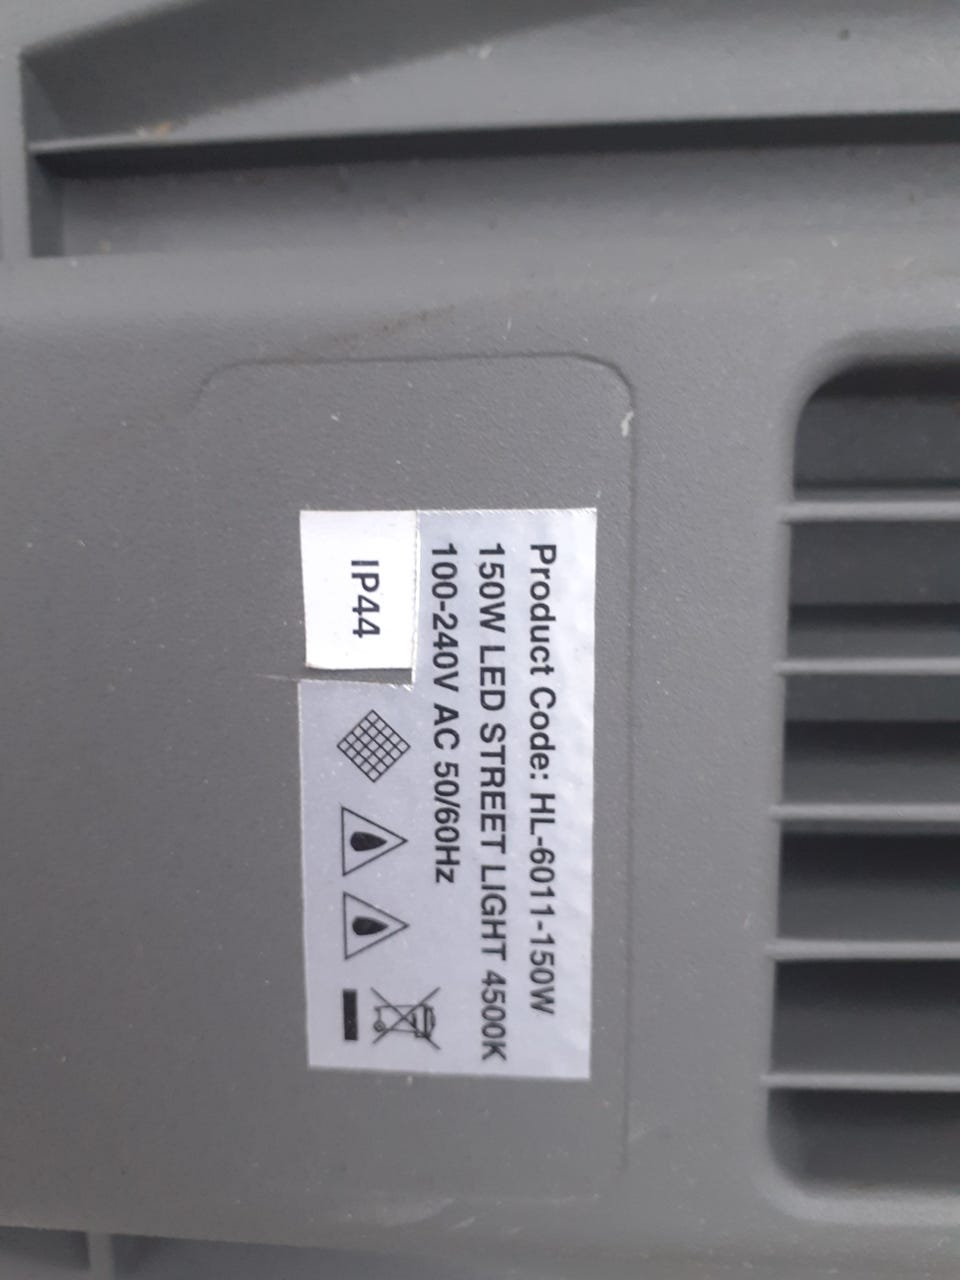 Product Code: HL-6011-150W
150W LED STREET LIGHT 4500K
100-240V AC 50/60Hz
IP44